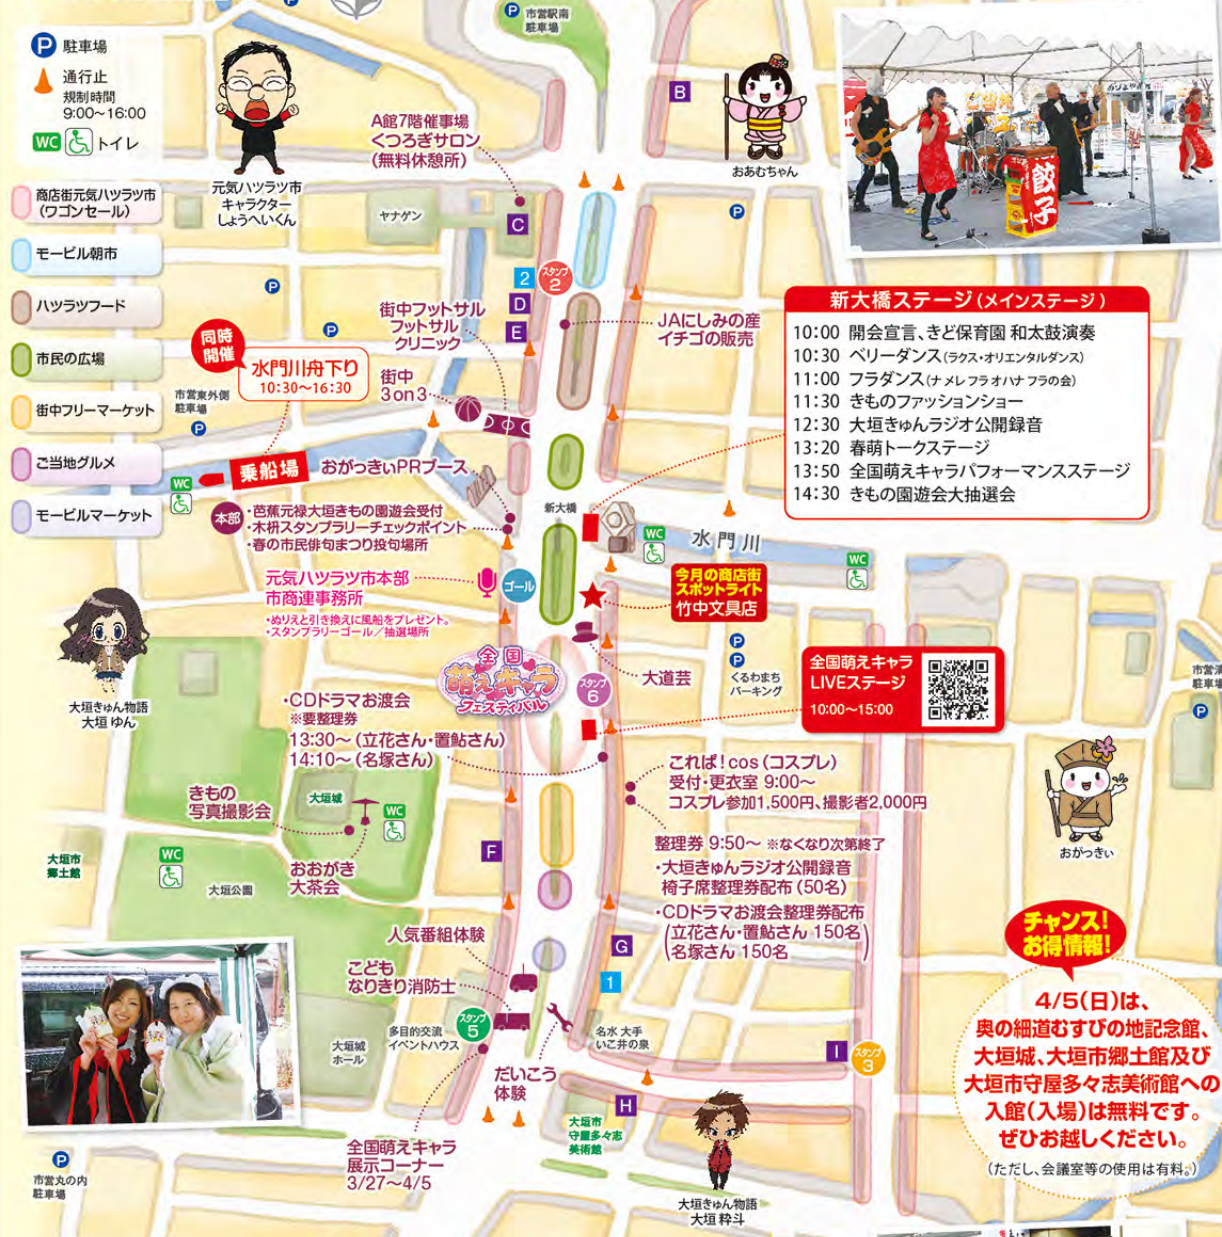 P 駐車場
通行止
規制時間
9:00～16:00
WC トイレ
商店街元気ハツラツ市
(ワゴンセール)
モービル朝市
ハツラツフード
市民の広場
街中フリーマーケット
ご当地グルメ
モービルマーケット
元気ハツラツ市
キャラクター
しょうへいくん
P 市営駅南
駐車場
A館7階催事場
くつろぎサロン
(無料休憩所)
ヤナゲン
B
C
おあむちゃん
餃子
P
P
P
2
スタンプ
2
D
E
街中フットサル
フットサル
クリニック
街中
3on3
JAにしみの産
イチゴの販売
同時
開催
水門川舟下り
10:30～16:30
市営東外側
駐車場
P
WC
乗船場
おがっきぃPRブース
本部
・芭蕉元禄大垣きもの園遊会受付
・木枡スタンプラリーチェックポイント
・春の市民俳句まつり投句場所
新大橋
新大橋ステージ(メインステージ)
10:00 開会宣言、きど保育園 和太鼓演奏
10:30 ベリーダンス(ラクス・オリエンタルダンス)
11:00 フラダンス(ナ メレ フラ オハナ フラの会)
11:30 きものファッションショー
12:30 大垣きゅんラジオ公開録音
13:20 春萌トークステージ
13:50 全国萌えキャラパフォーマンスステージ
14:30 きもの園遊会大抽選会
WC
水門川
WC
元気ハツラツ市本部
市商連事務所
・ぬりえと引き換えに風船をプレゼント。
・スタンプラリーゴール／抽選場所
ゴール
今月の商店街
スポットライト
竹中文具店
大垣きゅん物語
大垣 ゆん
全国
萌えキャラ
フェスティバル
スタンプ
6
大道芸
P
P
くるわまち
パーキング
全国萌えキャラ
LIVEステージ
10:00～15:00
P
・CDドラマお渡会
※要整理券
13:30～(立花さん・置鮎さん)
14:10～(名塚さん)
これば！cos(コスプレ)
受付・更衣室 9:00～
コスプレ参加1,500円、撮影者2,000円
整理券 9:50～ ※なくなり次第終了
・大垣きゅんラジオ公開録音
椅子席整理券配布(50名)
・CDドラマお渡会整理券配布
(立花さん・置鮎さん 150名
名塚さん 150名)
きもの
写真撮影会
大垣城
WC
おおがき
大茶会
大垣市
郷土館
WC
大垣公園
F
おがっきぃ
人気番組体験
こども
なりきり消防士
G
1
大垣城
ホール
多目的交流
イベントハウス
スタンプ
5
名水 大手
いこ井の泉
だいこう
体験
I
スタンプ
3
H
大垣市
守屋多々志
美術館
全国萌えキャラ
展示コーナー
3/27～4/5
P
市営丸の内
駐車場
大垣きゅん物語
大垣 粋斗
チャンス！
お得情報！
4/5(日)は、
奥の細道むすびの地記念館、
大垣城、大垣市郷土館及び
大垣市守屋多々志美術館への
入館(入場)は無料です。
ぜひお越しください。
(ただし、会議室等の使用は有料。)